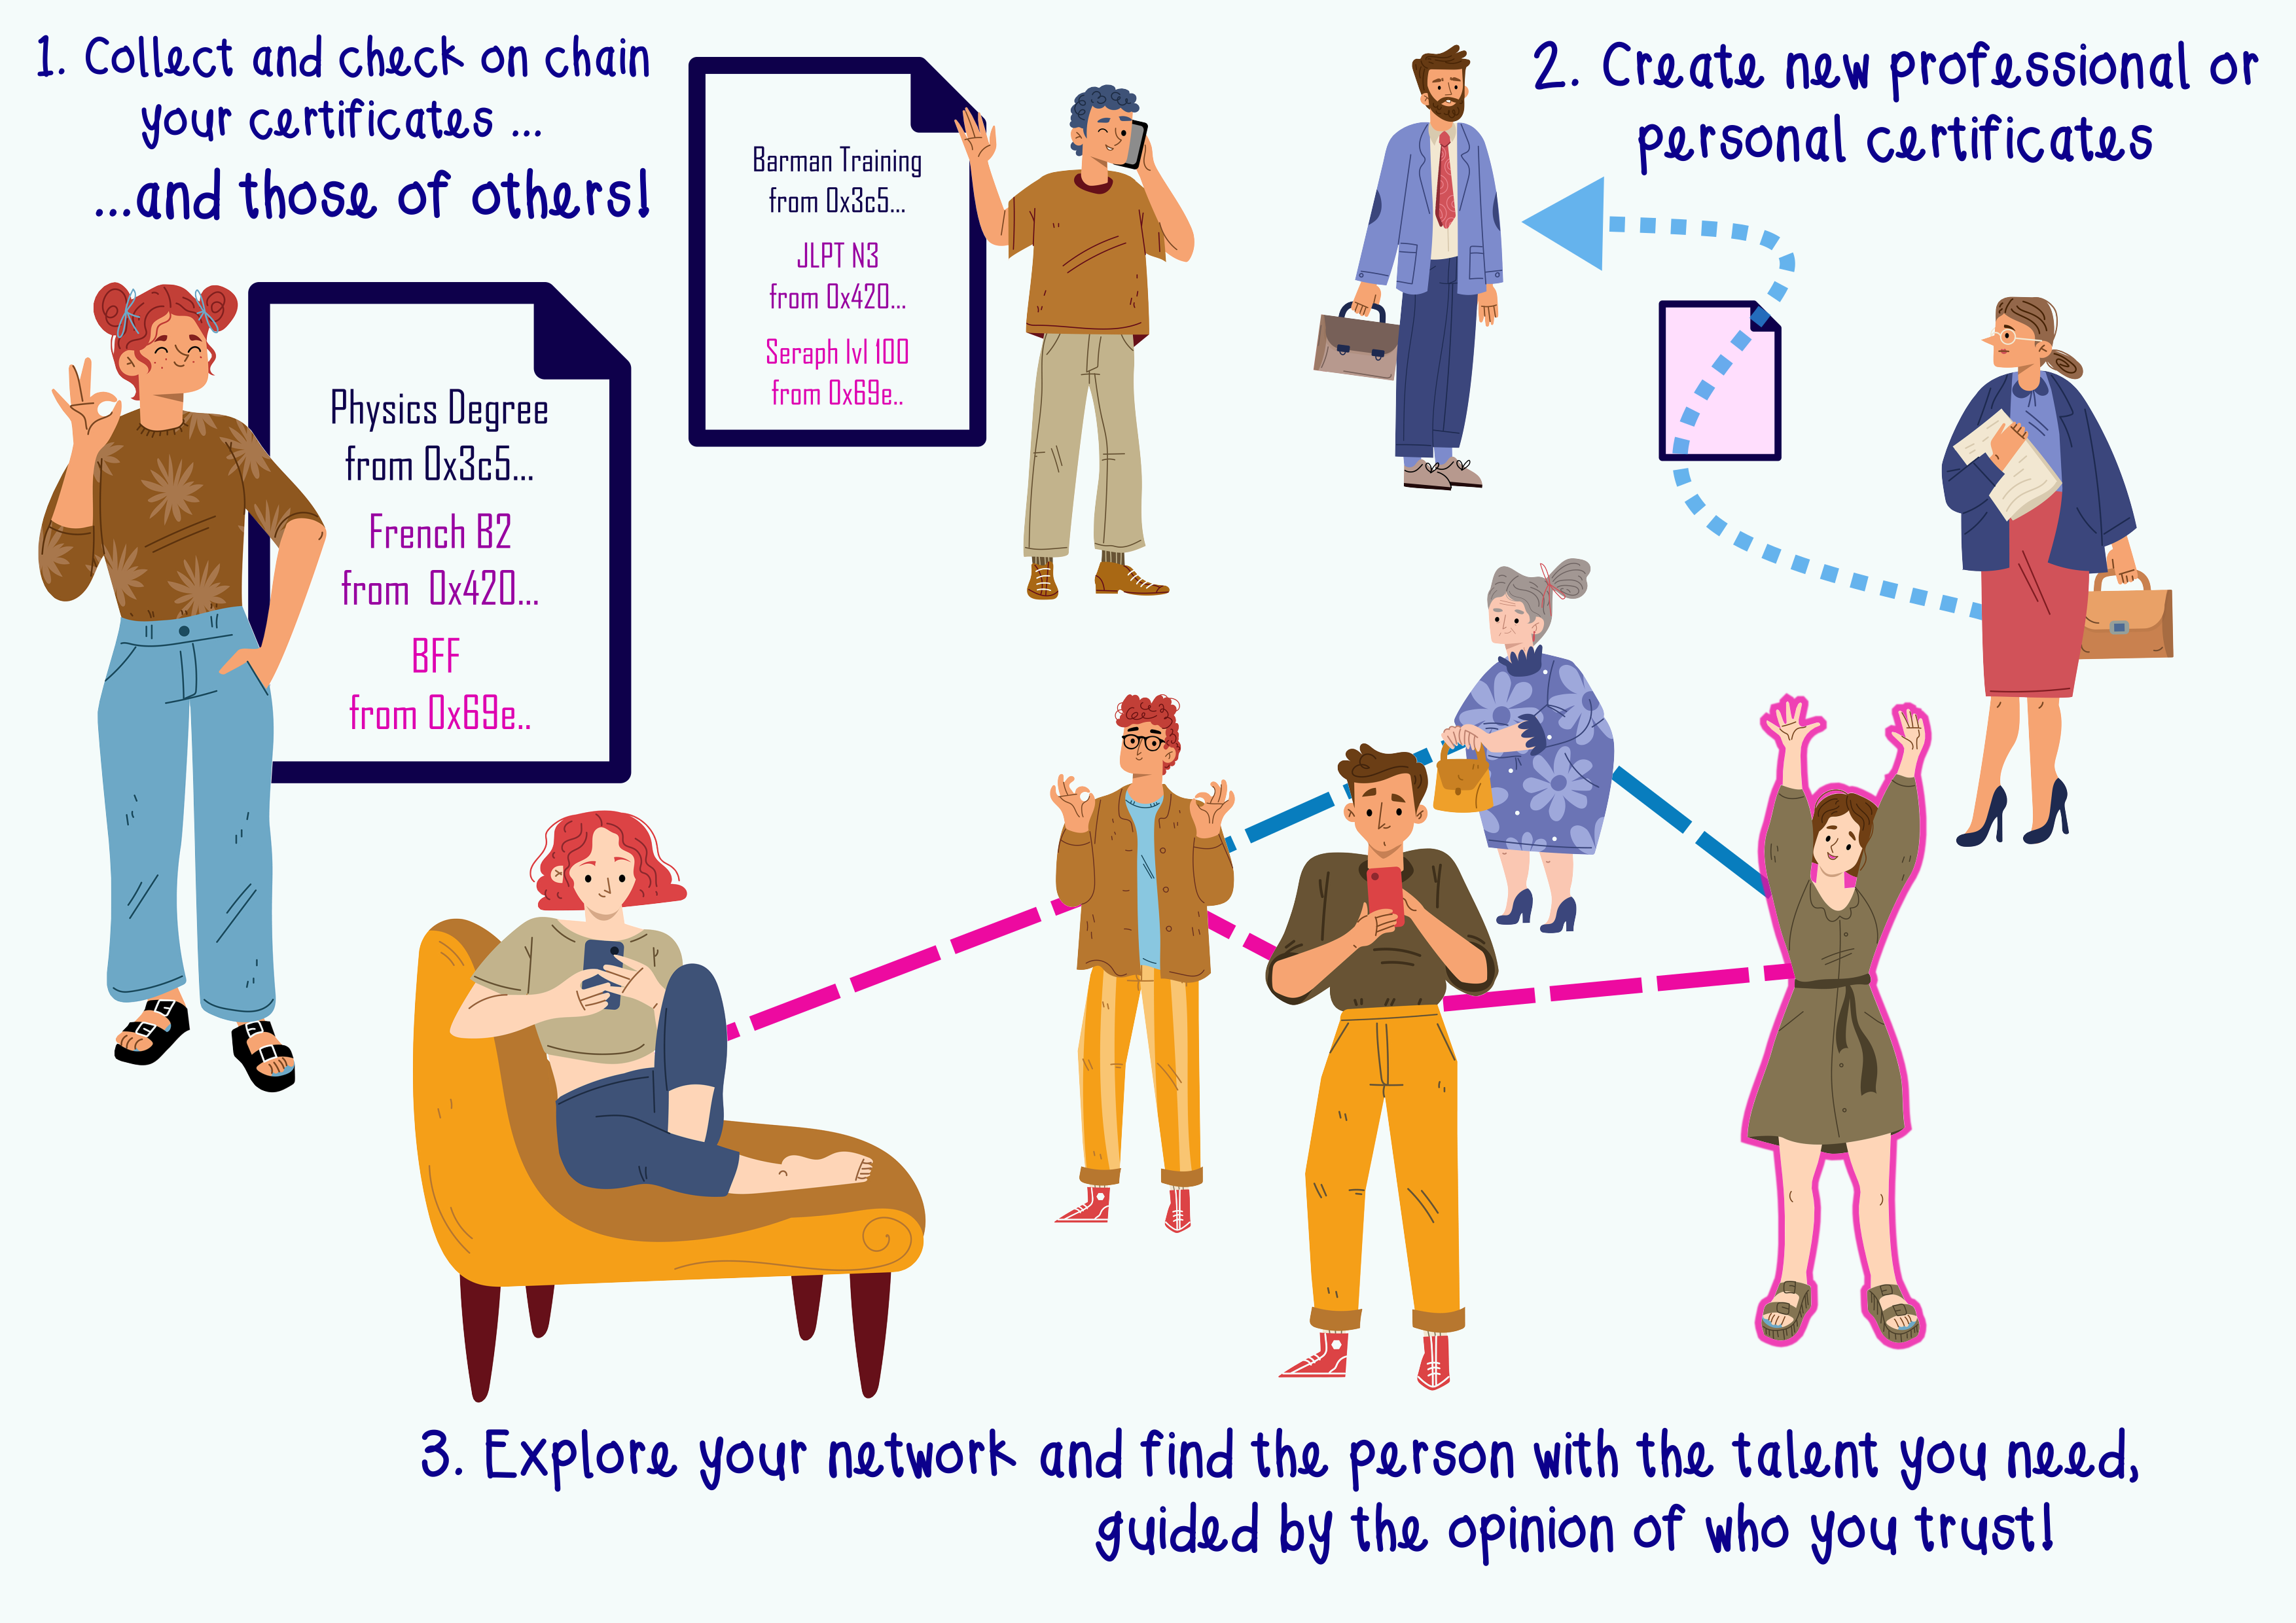 1. Collect and check on chain
your certificates ...
...and those of others!
Physics Degree
from 0x3c5...
French B2
from 0x420...
BFF
from 0x69e..
Barman Training
from 0x3c5...
JLPT N3
from 0x420...
Seraph lvl 100
from 0x69e..
2. Create new professional or
personal certificates
3. Explore your network and find the person with the talent you need,
guided by the opinion of who you trust!